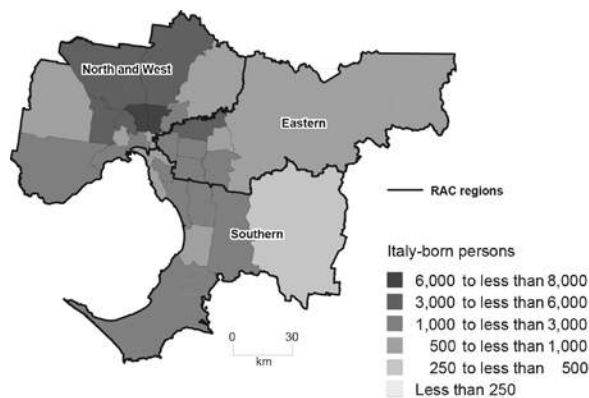 North and West
Eastern
Southern
RAC regions
Italy-born persons
6,000 to less than 8,000
3,000 to less than 6,000
1,000 to less than 3,000
500 to less than 1,000
250 to less than 500
Less than 250
0 30
km